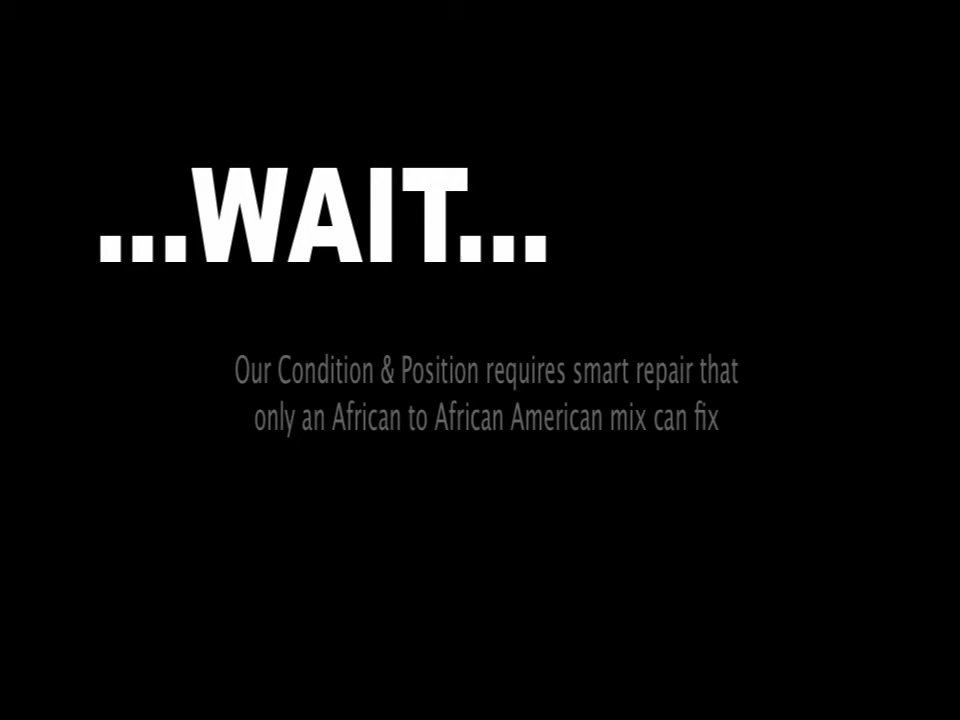 ...WAIT...
Our Condition & Position requires smart repair that
only an African to African American mix can fix